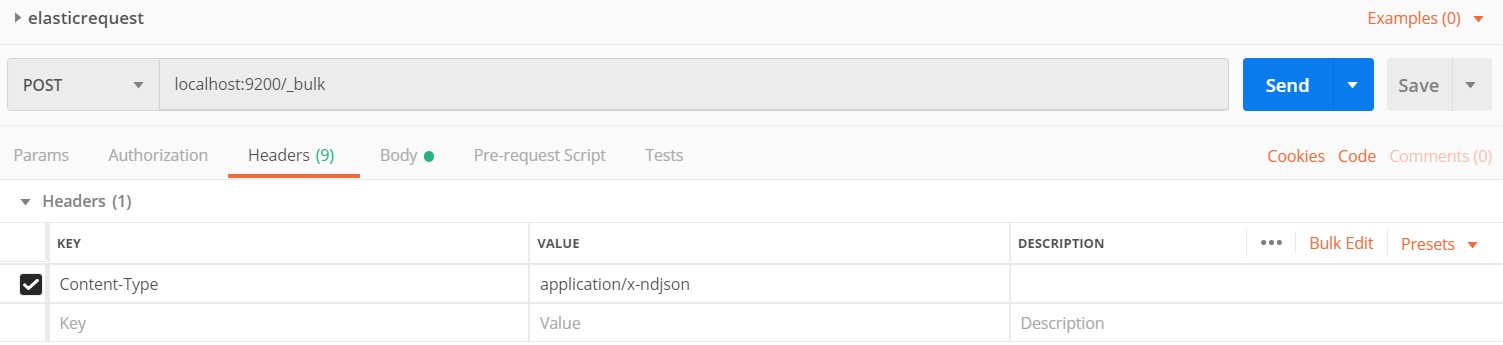 elasticrequest Examples (0)
POST localhost:9200/_bulk Send Save
Params Authorization Headers (9) Body Pre-request Script Tests Cookies Code Comments (0)
Headers (1)
KEY VALUE DESCRIPTION ••• Bulk Edit Presets
Content-Type application/x-ndjson
Key Value Description